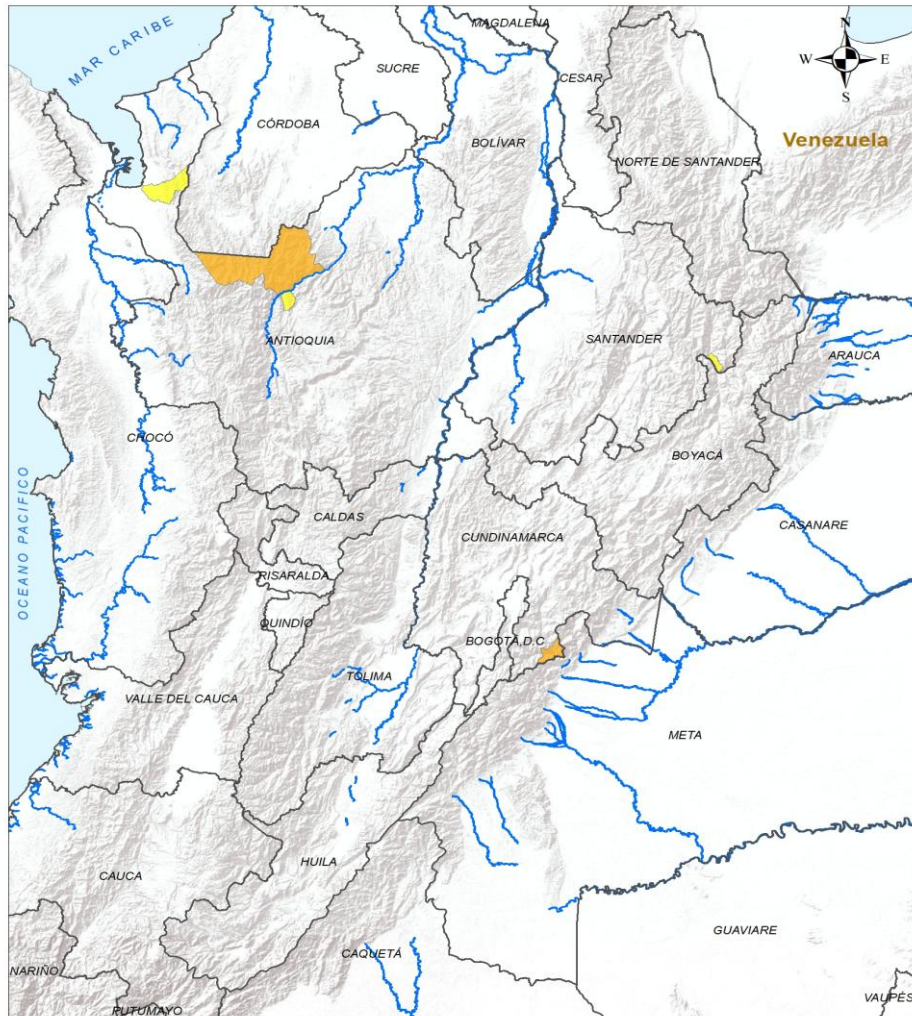 MAGDALENA
MAR CARIBE
N
W
E
S
SUCRE
CESAR
CÓRDOBA
BOLÍVAR
Venezuela
NORTE DE SANTANDER
ANTIOQUIA
SANTANDER
ARAUCA
CHOCÓ
BOYACÁ
OCEANO PACIFICO
CALDAS
CUNDINAMARCA
CASANARE
RISARALDA
QUINDÍO
BOGOTÁ, D.C
TOLIMA
VALLE DEL CAUCA
META
HUILA
CAUCA
GUAVIARE
CAQUETÁ
NARIÑO
VAUPÉS
PUTUMAYO